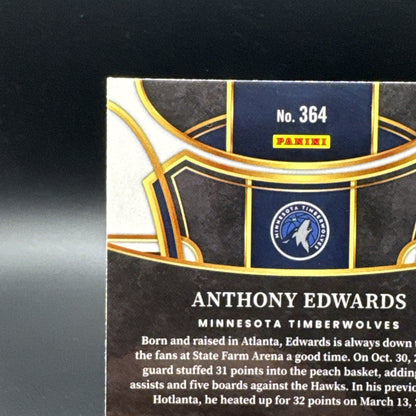 No. 364
PANINI
MINNESOTA TIMBERWOLVES
ANTHONY EDWARDS
MINNESOTA TIMBERWOLVES
Born and raised in Atlanta, Edwards is always down
the fans at State Farm Arena a good time. On Oct. 30,
guard stuffed 31 points into the peach basket, adding
assists and five boards against the Hawks. In his previous
Hotlanta, he heated up for 32 points on March 13,